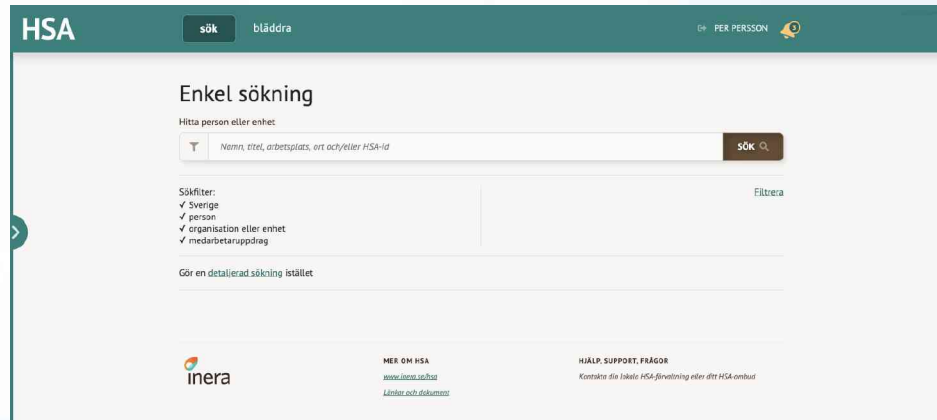 HSA
sök
bläddra
PER PERSSON
3
Enkel sökning
Hitta person eller enhet
Namn, titel, arbetsplats, ort och/eller HSA-id
SÖK
Sökfilter:
Filtrera
✓ Sverige
✓ person
✓ organisation eller enhet
✓ medarbetaruppdrag
Gör en detaljerad sökning istället
inera
MER OM HSA
www.inera.se/hsa
Länkar och dokument
HJÄLP, SUPPORT, FRÅGOR
Kontakta din lokala HSA-förvaltning eller ditt HSA-ombud